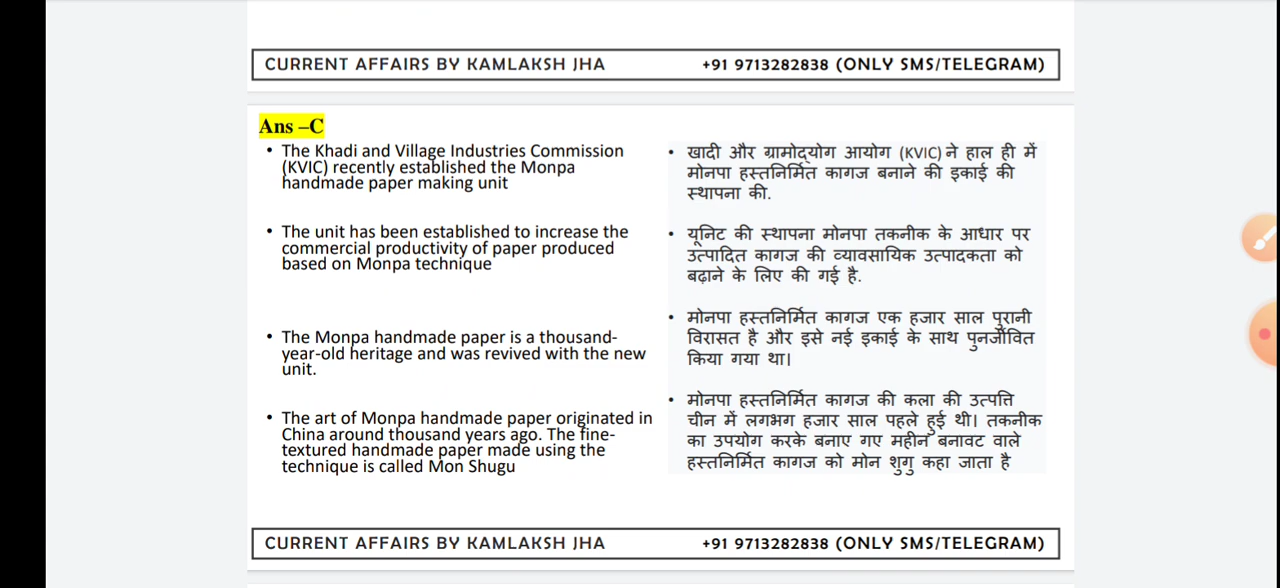 CURRENT AFFAIRS BY KAMLAKSH JHA +91 9713282838 (ONLY SMS/TELEGRAM)
Ans –C
• The Khadi and Village Industries Commission
(KVIC) recently established the Monpa
handmade paper making unit
• The unit has been established to increase the
commercial productivity of paper produced
based on Monpa technique
• The Monpa handmade paper is a thousand-
year-old heritage and was revived with the new
unit.
• The art of Monpa handmade paper originated in
China around thousand years ago. The fine-
textured handmade paper made using the
technique is called Mon Shugu
• खादी और ग्रामोद्योग आयोग (KVIC) ने हाल ही में
मोनपा हस्तनिर्मित कागज बनाने की इकाई की
स्थापना की.
• यूनिट की स्थापना मोनपा तकनीक के आधार पर
उत्पादित कागज की व्यावसायिक उत्पादकता को
बढ़ाने के लिए की गई है.
• मोनपा हस्तनिर्मित कागज एक हजार साल पुरानी
विरासत है और इसे नई इकाई के साथ पुनर्जीवित
किया गया था।
• मोनपा हस्तनिर्मित कागज की कला की उत्पत्ति
चीन में लगभग हजार साल पहले हुई थी। तकनीक
का उपयोग करके बनाए गए महीन बनावट वाले
हस्तनिर्मित कागज को मोन शुगु कहा जाता है
CURRENT AFFAIRS BY KAMLAKSH JHA +91 9713282838 (ONLY SMS/TELEGRAM)